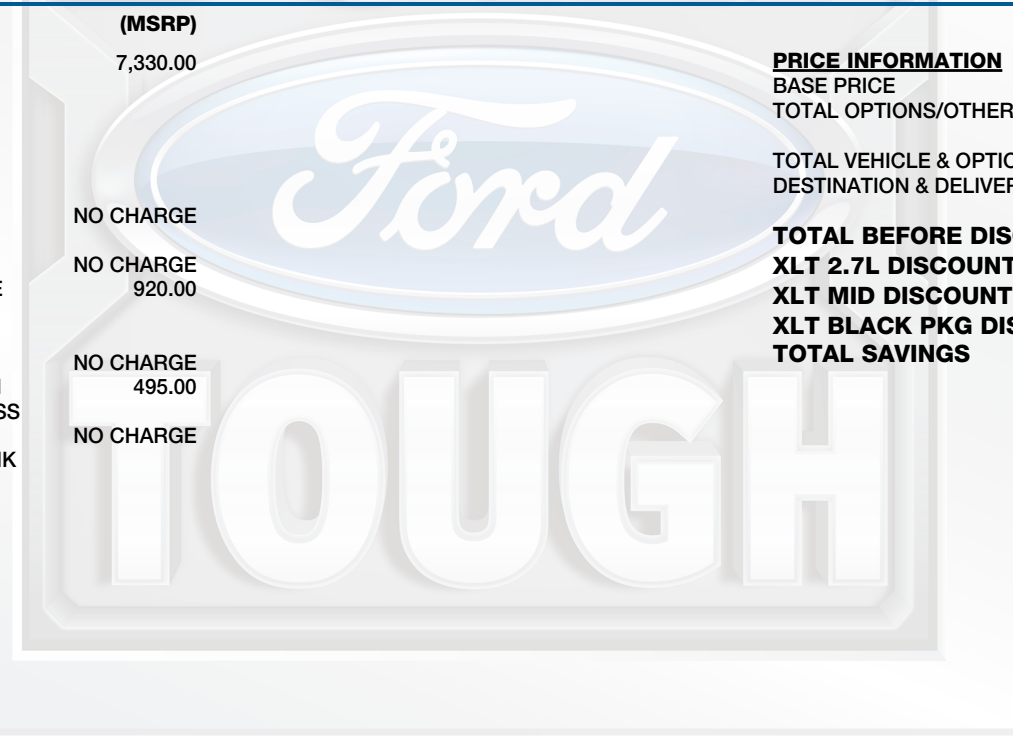 (MSRP)
7,330.00
NO CHARGE
NO CHARGE
920.00
NO CHARGE
495.00
SS
NO CHARGE
IK
PRICE INFORMATION
BASE PRICE
TOTAL OPTIONS/OTHER
TOTAL VEHICLE & OPTIO
DESTINATION & DELIVER
TOTAL BEFORE DIS
XLT 2.7L DISCOUNT
XLT MID DISCOUNT
XLT BLACK PKG DIS
TOTAL SAVINGS
Ford
TOUGH